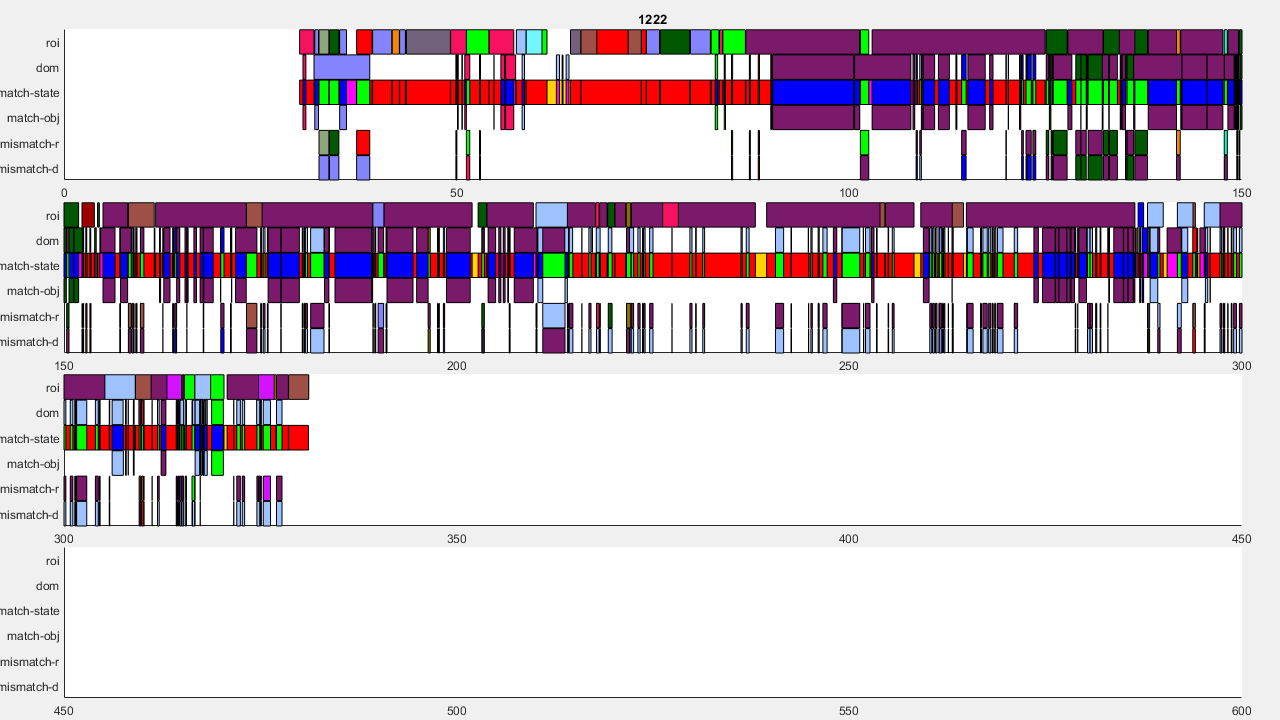 1222
roi
dom
match-state
match-obj
mismatch-r
mismatch-d
0 50 100 150
roi
dom
match-state
match-obj
mismatch-r
mismatch-d
150 200 250 300
roi
dom
match-state
match-obj
mismatch-r
mismatch-d
300 350 400 450
roi
dom
match-state
match-obj
mismatch-r
mismatch-d
450 500 550 600